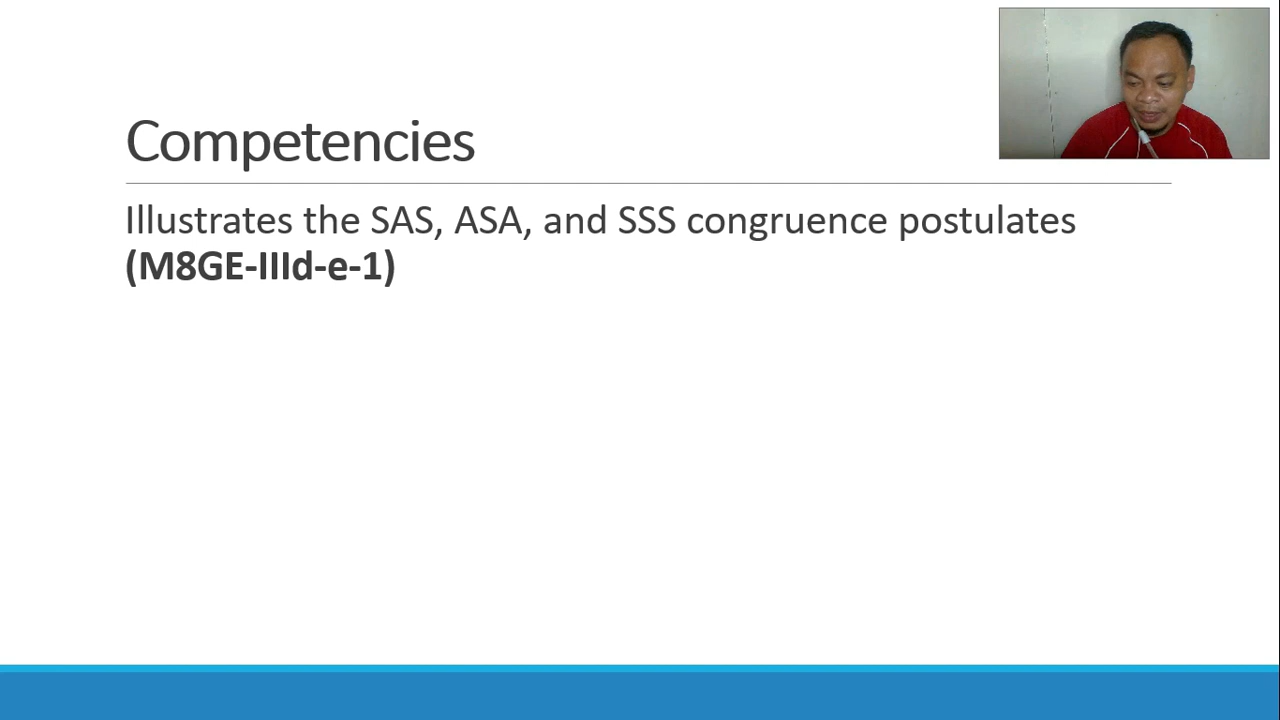 Competencies
Illustrates the SAS, ASA, and SSS congruence postulates
(M8GE-IIId-e-1)